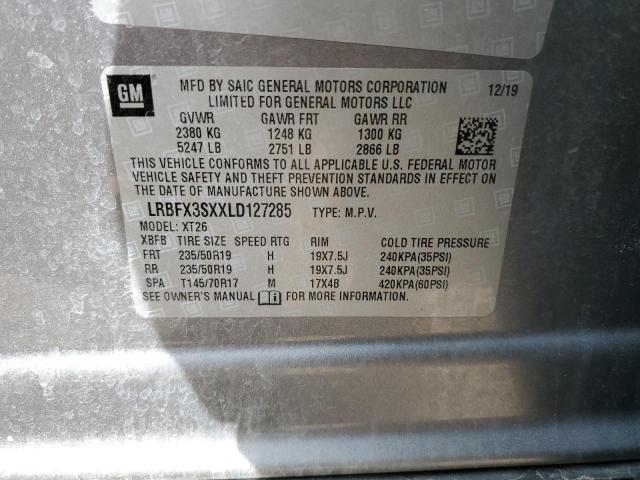 GM
MFD BY SAIC GENERAL MOTORS CORPORATION 12/19
LIMITED FOR GENERAL MOTORS LLC
GVWR GAWR FRT GAWR RR
2380 KG 1248 KG 1300 KG
5247 LB 2751 LB 2866 LB
THIS VEHICLE CONFORMS TO ALL APPLICABLE U.S. FEDERAL MOTOR
VEHICLE SAFETY AND THEFT PREVENTION STANDARDS IN EFFECT ON
THE DATE OF MANUFACTURE SHOWN ABOVE.
LRBFX3SXXLD127285 TYPE: M.P.V.
MODEL: XT26
XBFB TIRE SIZE SPEED RTG RIM COLD TIRE PRESSURE
FRT 235/50R19 H 19X7.5J 240KPA(35PSI)
RR 235/50R19 H 19X7.5J 240KPA(35PSI)
SPA T145/70R17 M 17X4B 420KPA(60PSI)
SEE OWNER'S MANUAL FOR MORE INFORMATION.